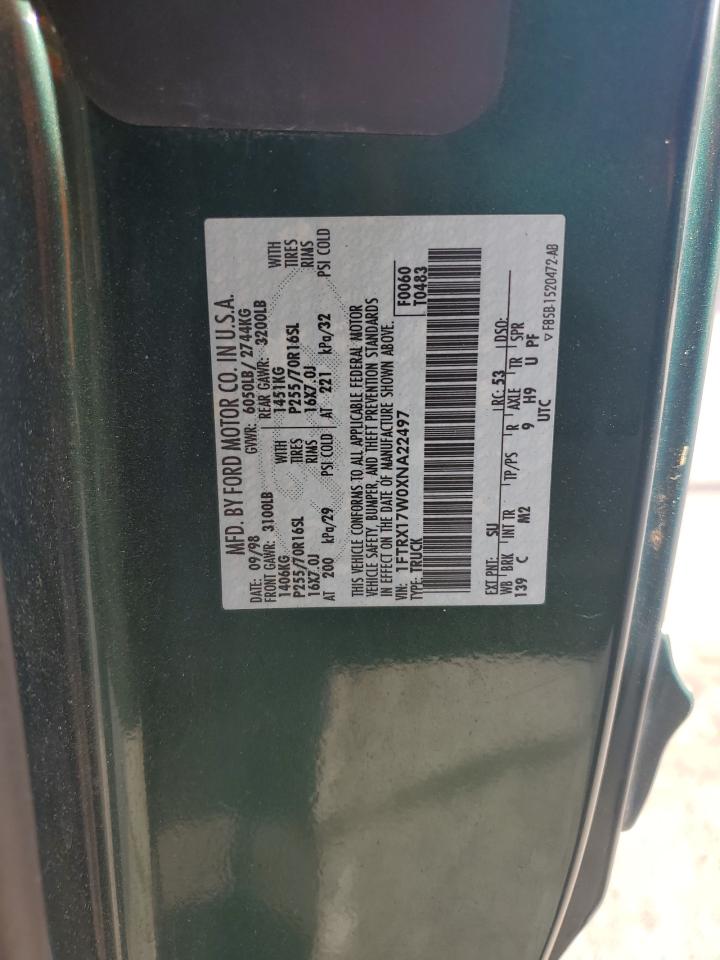 MFD. BY FORD MOTOR CO. IN U.S.A.
DATE: 09/98 GVWR: 6050LB/ 2744KG
FRONT GAWR: 3100LB REAR GAWR: 3200LB
1406KG WITH 1451KG WITH
P255/70R16SL TIRES P255/70R16SL TIRES
16X7.0J RIMS 16X7.0J RIMS
AT 200 kPa/29 PSI COLD AT 221 kPa/32 PSI COLD
THIS VEHICLE CONFORMS TO ALL APPLICABLE FEDERAL MOTOR
VEHICLE SAFETY, BUMPER, AND THEFT PREVENTION STANDARDS
IN EFFECT ON THE DATE OF MANUFACTURE SHOWN ABOVE.
VIN: 1FTRX17W0XNA22497 F0060
TYPE: TRUCK T0483
EXT PNT: SU RC: 53 DSO:
WB BRK INT TR TP/PS R AXLE TR SPR
139 C M2 9 H9 U PF
UTC
▽ F85B-1520472-AB